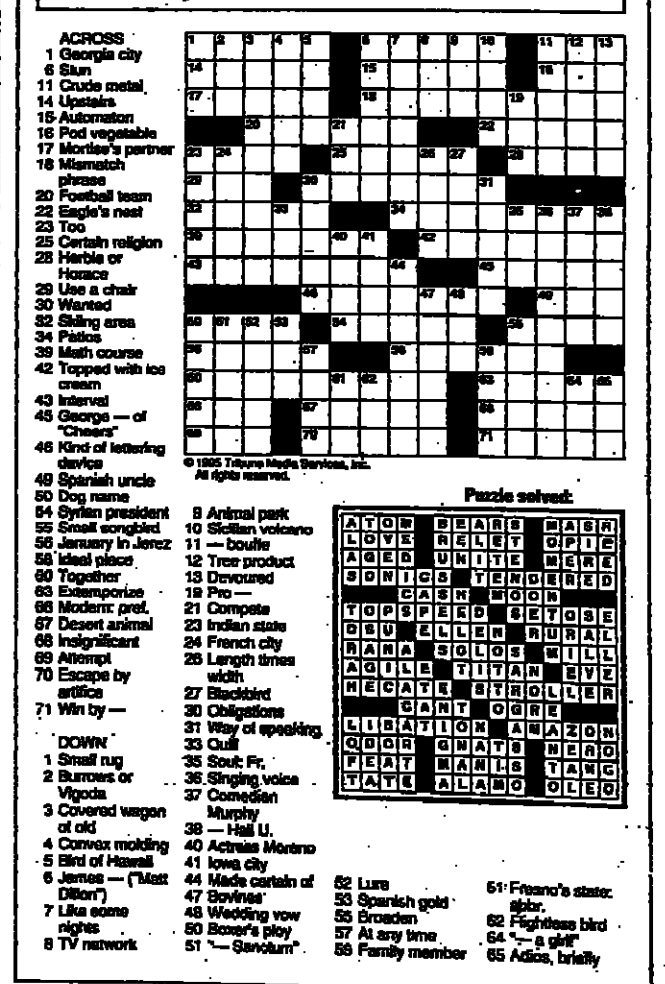 ACROSS
1 Georgia city
6 Stun
11 Crude metal
14 Upstairs
15 Automaton
16 Pod vegetable
17 Mortise's partner
18 Mismatch
phrase
20 Football team
22 Eagle's nest
23 Too
25 Certain religion
28 Herbie or
Horace
29 Use a chair
30 Wanted
32 Skiing area
34 Patios
39 Math course
42 Topped with ice
cream
43 Interval
45 George — of
"Cheers"
46 Kind of lettering
device
49 Spanish uncle
50 Dog name
54 Syrian president
55 Small songbird
56 January in Jerez
58 Ideal place
60 Together
63 Extemporize
66 Modern: pref.
67 Desert animal
68 Insignificant
69 Attempt
70 Escape by
artifice
71 Win by —
DOWN
1 Small rug
2 Burrows or
Vigoda
3 Covered wagon
of old
4 Convex molding
5 Bird of Hawaii
6 James — ("Matt
Dillon")
7 Like some
nights
8 TV network
© 1995 Tribune Media Services, Inc.
All rights reserved.
9 Animal park
10 Sicilian volcano
11 — bouffe
12 Tree product
13 Devoured
19 Pro —
21 Compete
23 Indian state
24 French city
26 Length times
width
27 Blackbird
30 Obligations
31 Way of speaking
33 Quill
35 Soul: Fr.
36 Singing voice
37 Comedian
Murphy
38 — Hall U.
40 Actress Moreno
41 Iowa city
44 Made certain of
47 Bovines
48 Wedding vow
50 Boxer's ploy
51 "— Sanctum"
52 Lure
53 Spanish gold
55 Broaden
57 At any time
59 Family member
61 Fresno's state:
abbr.
62 Flightless bird
64 "— a girl!"
65 Adios, briefly
Puzzle solved:
ATOM BEARS MASH
LOVE RELET OPIE
AGED UNITE MERE
SONICS TENDERED
CASH MOON
TOPSPEED SETOSE
OSU ELLEN RURAL
RANA SGLOS MILL
AGILE TITAN EVE
HECATE STROLLER
CANT OGRE
LIBATION AMAZON
ODOR GNATS NERO
FEAT MANIS TANG
TATE ALAMO OLEO